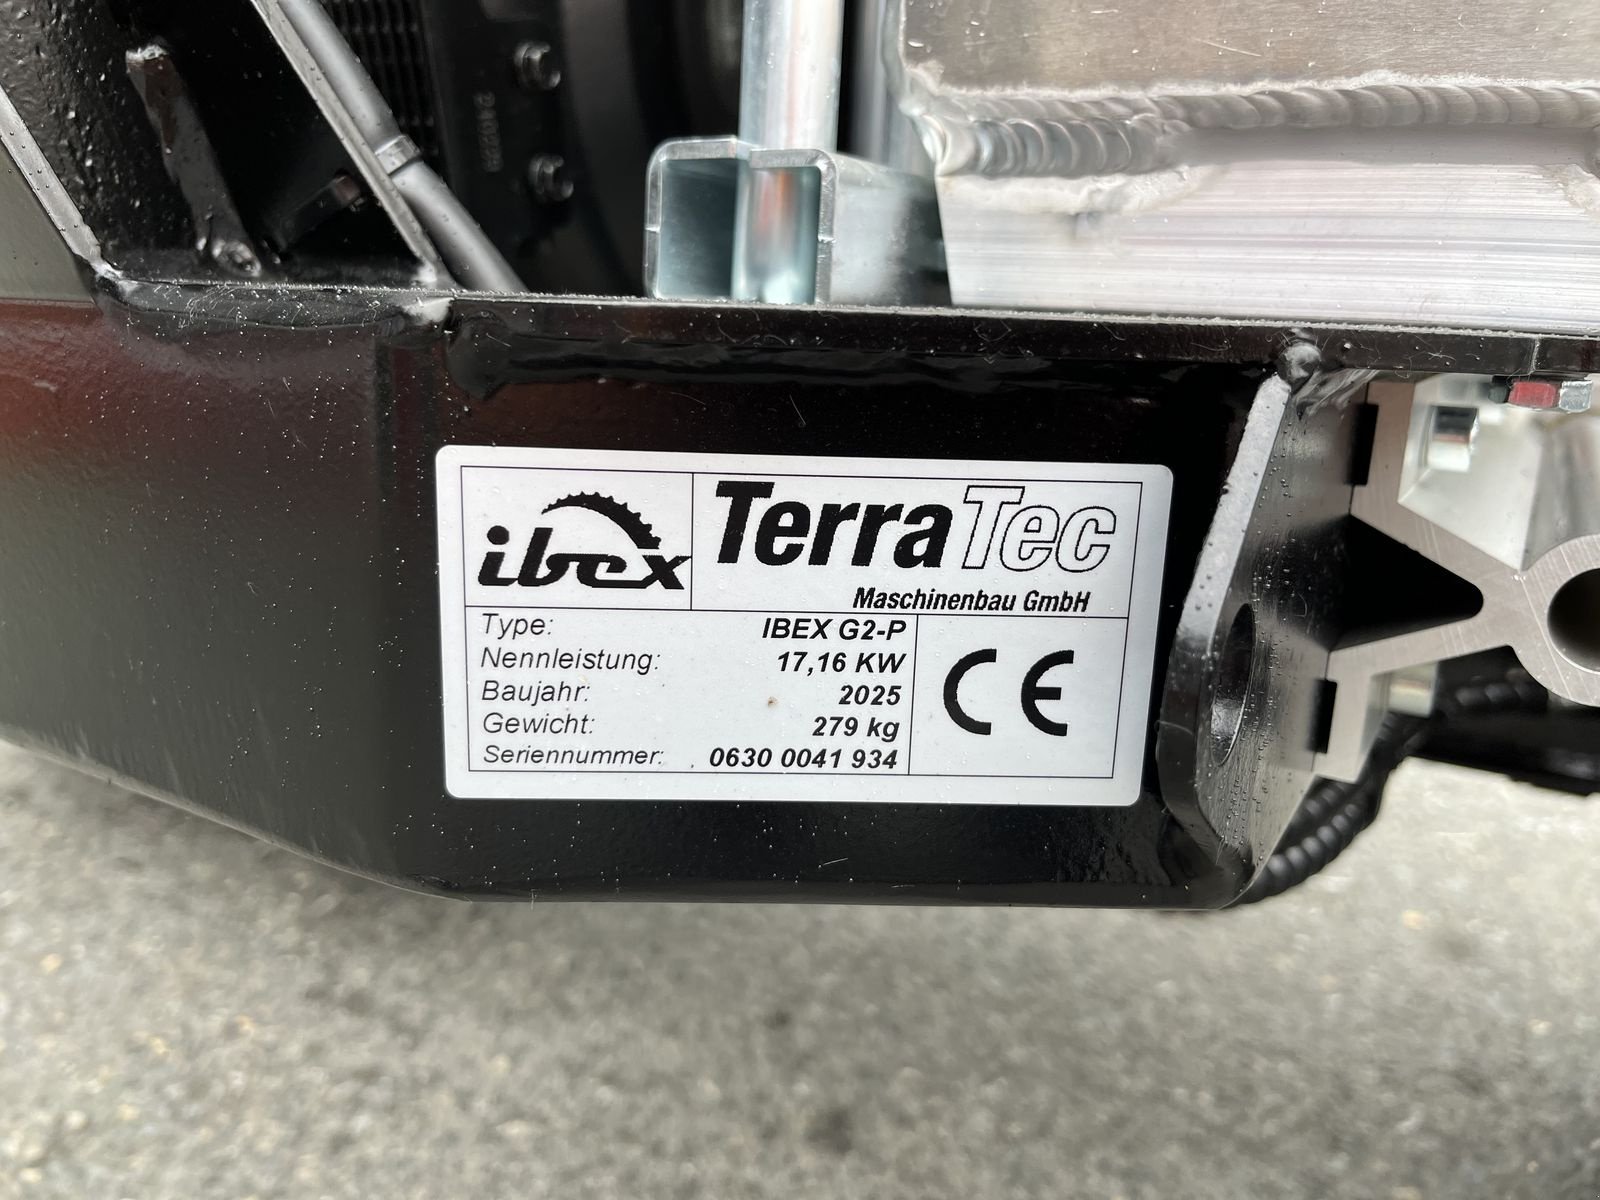 ibex
TerraTec
Maschinenbau GmbH
Type: IBEX G2-P
Nennleistung: 17,16 KW
Baujahr: 2025
Gewicht: 279 kg
Seriennummer: 0630 0041 934
CE